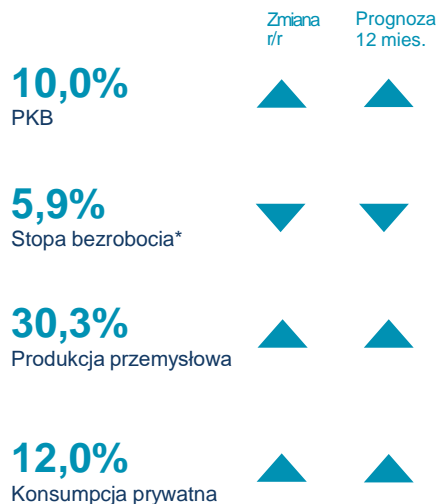 Zmiana
r/r
Prognoza
12 mies.
10,0%
PKB
5,9%
Stopa bezrobocia*
30,3%
Produkcja przemysłowa
12,0%
Konsumpcja prywatna